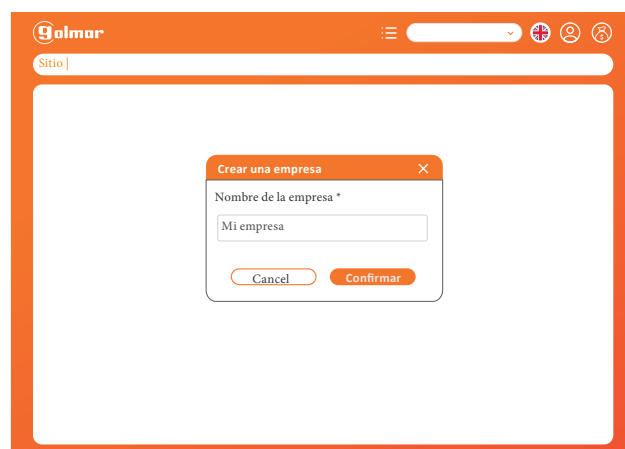 golmar
Sitio |
Crear una empresa
Nombre de la empresa *
Mi empresa
Cancel
Confirmar